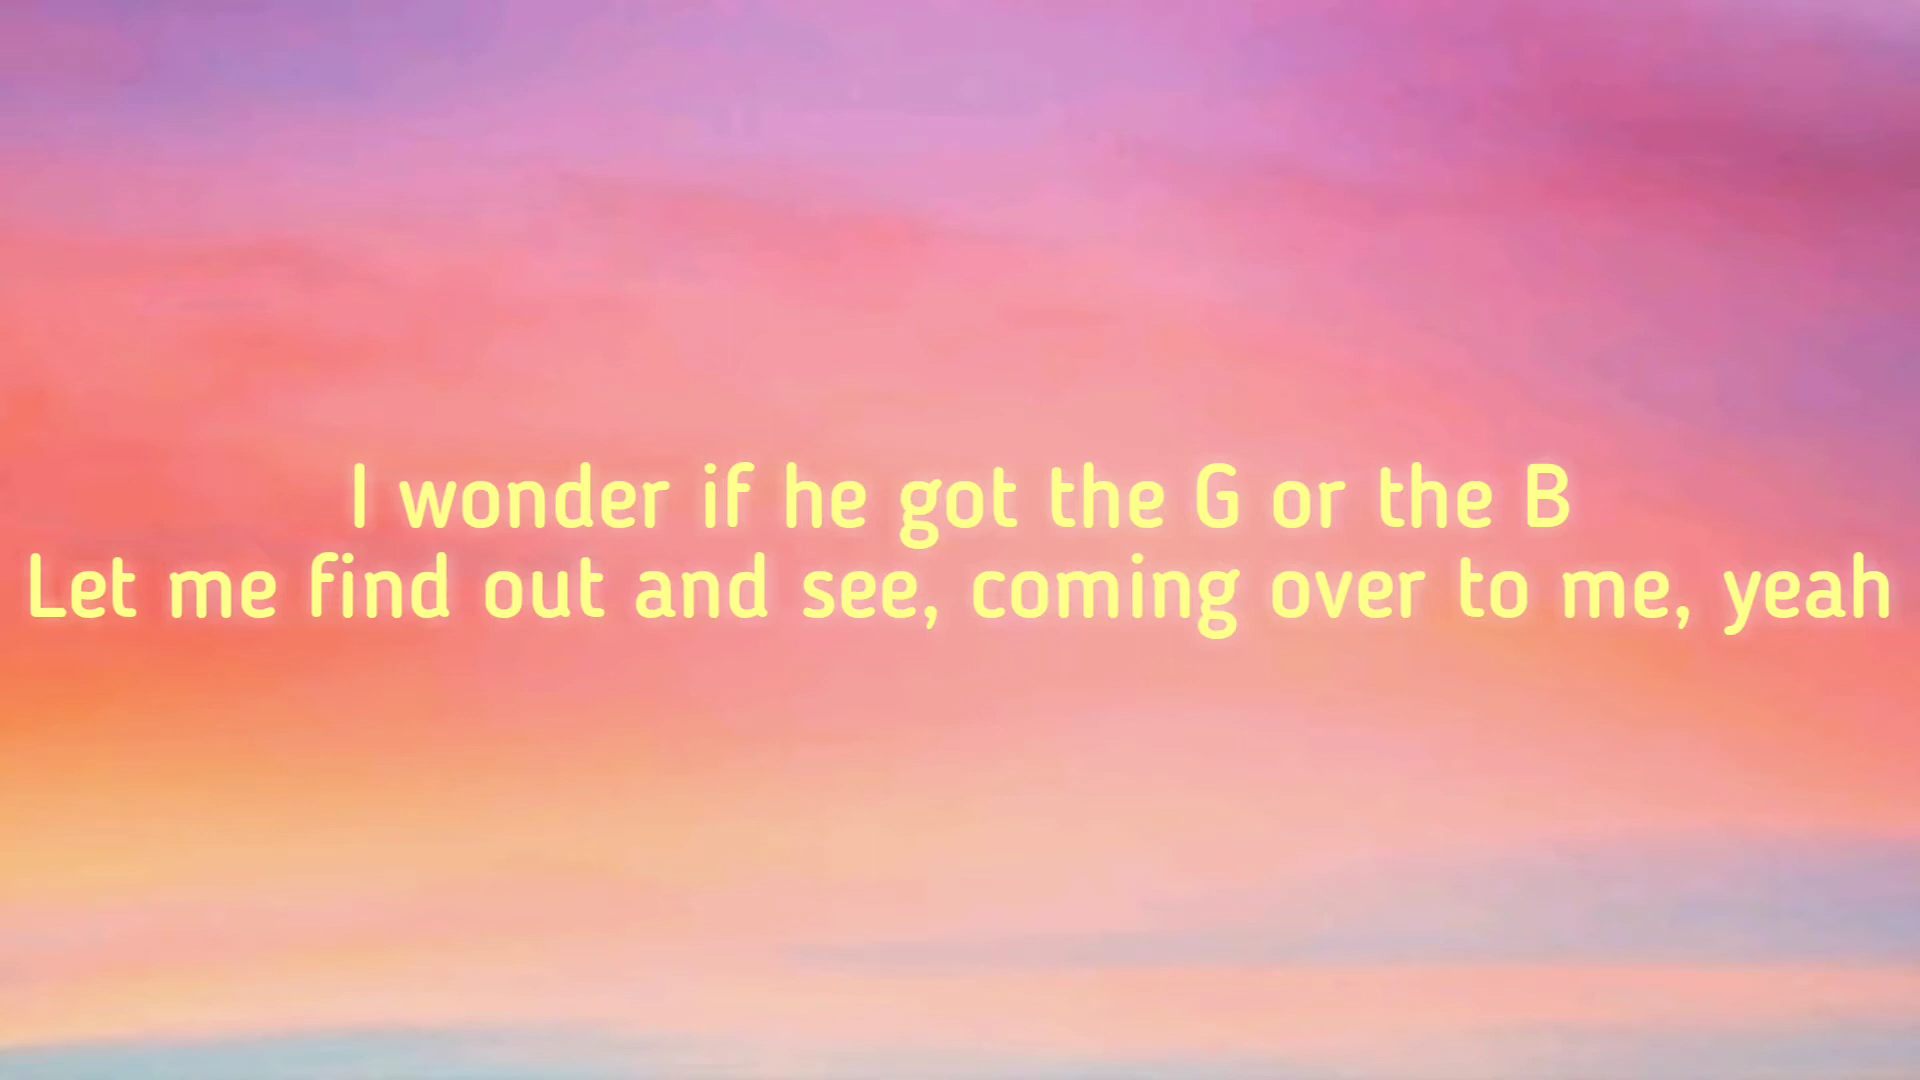 I wonder if he got the G or the B
Let me find out and see, coming over to me, yeah